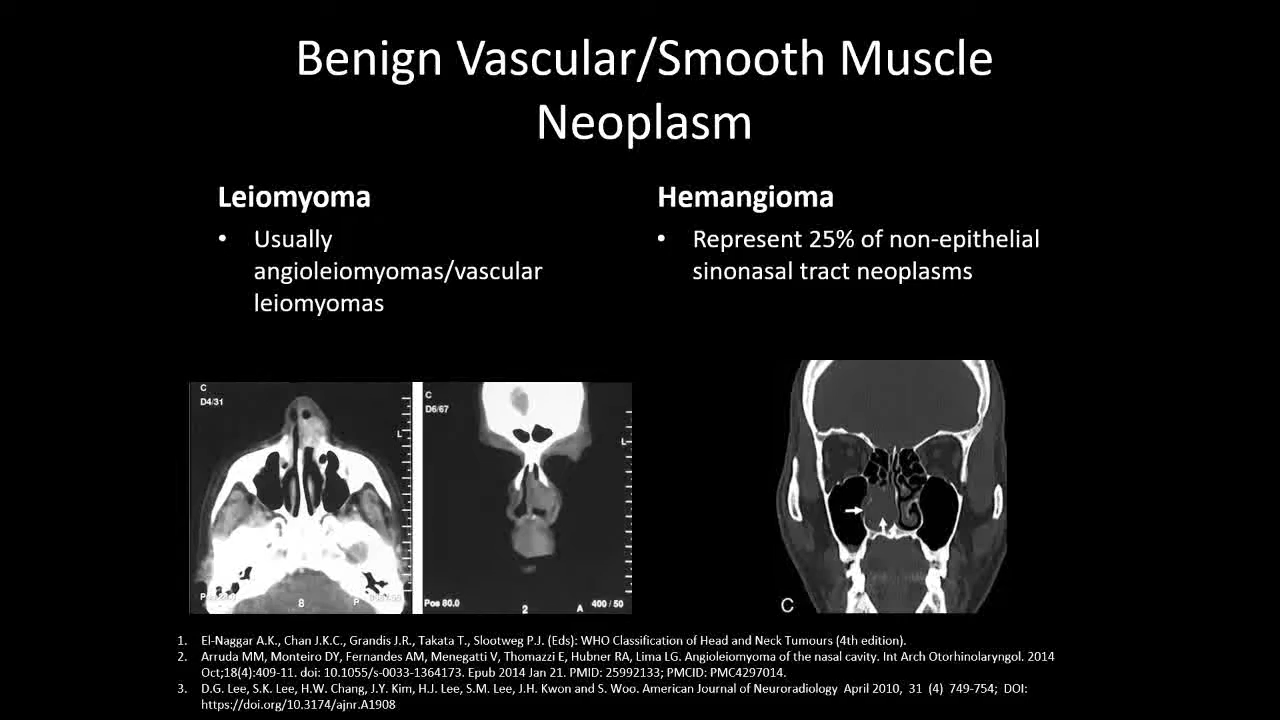 Benign Vascular/Smooth Muscle
Neoplasm
Leiomyoma
• Usually
angioleiomyomas/vascular
leiomyomas
Hemangioma
• Represent 25% of non-epithelial
sinonasal tract neoplasms
C
D4/31
L
8
P
C
D6/67
L
Pos 80.0
2
A
400 / 50
C
1. El-Naggar A.K., Chan J.K.C., Grandis J.R., Takata T., Slootweg P.J. (Eds): WHO Classification of Head and Neck Tumours (4th edition).
2. Arruda MM, Monteiro DY, Fernandes AM, Menegatti V, Thomazzi E, Hubner RA, Lima LG. Angioleiomyoma of the nasal cavity. Int Arch Otorhinolaryngol. 2014
Oct;18(4):409-11. doi: 10.1055/s-0033-1364173. Epub 2014 Jan 21. PMID: 25992133; PMCID: PMC4297014.
3. D.G. Lee, S.K. Lee, H.W. Chang, J.Y. Kim, H.J. Lee, S.M. Lee, J.H. Kwon and S. Woo. American Journal of Neuroradiology April 2010, 31 (4) 749-754; DOI:
https://doi.org/10.3174/ajnr.A1908